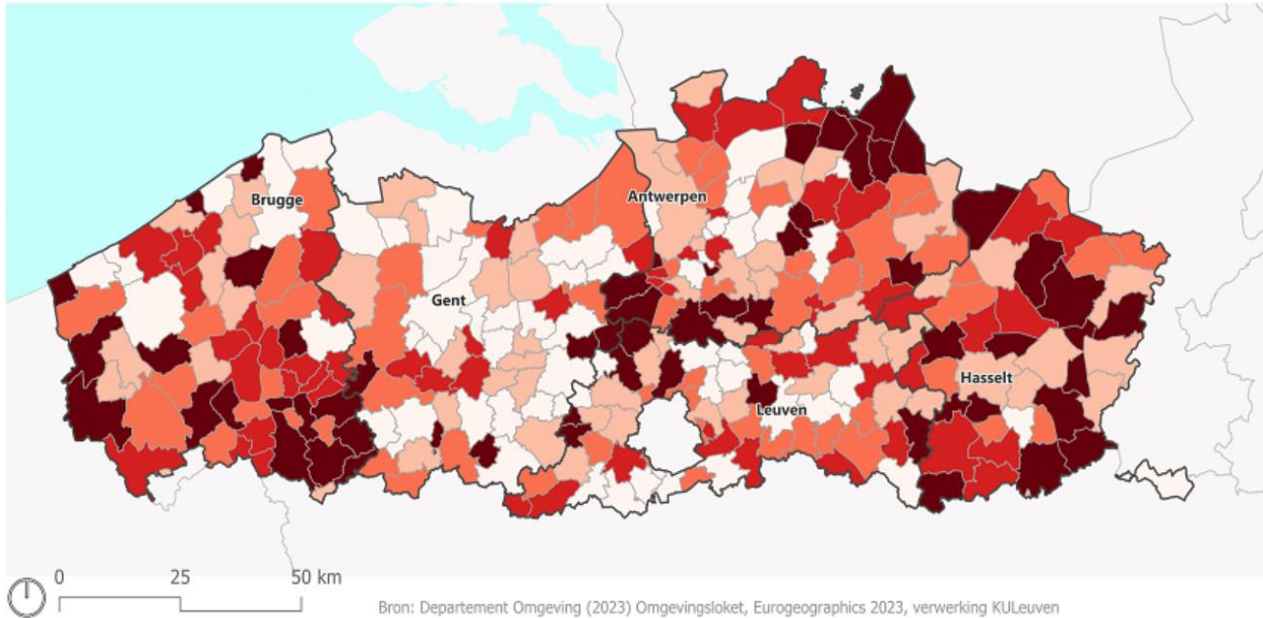 Antwerpen
Brugge
Gent
Hasselt
Leuven
0 25 50 km
Bron: Departement Omgeving (2023) Omgevingsloket, Eurogeographics 2023, verwerking KULeuven